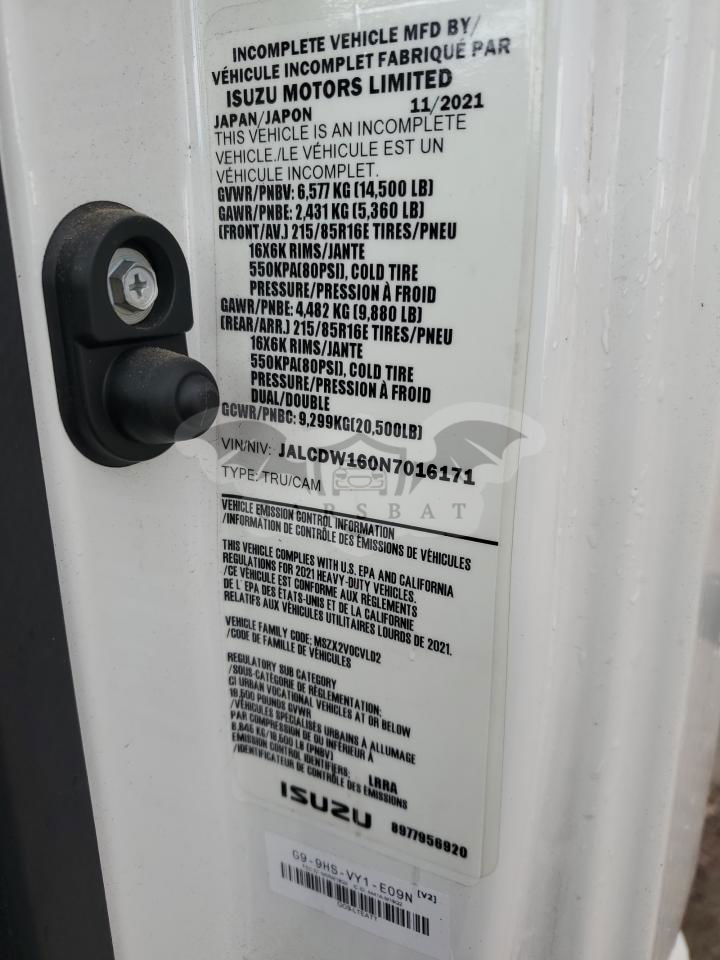 INCOMPLETE VEHICLE MFD BY/
VÉHICULE INCOMPLET FABRIQUÉ PAR
ISUZU MOTORS LIMITED
JAPAN/JAPON 11/2021
THIS VEHICLE IS AN INCOMPLETE
VEHICLE./LE VÉHICULE EST UN
VÉHICULE INCOMPLET.
GVWR/PNBV: 6,577 KG (14,500 LB)
GAWR/PNBE: 2,431 KG (5,360 LB)
(FRONT/AV.) 215/85R16E TIRES/PNEU
16X6K RIMS/JANTE
550KPA(80PSI), COLD TIRE
PRESSURE/PRESSION À FROID
GAWR/PNBE: 4,482 KG (9,880 LB)
(REAR/ARR.) 215/85R16E TIRES/PNEU
16X6K RIMS/JANTE
550KPA(80PSI), COLD TIRE
PRESSURE/PRESSION À FROID
DUAL/DOUBLE
GCWR/PNBC: 9,299KG(20,500LB)
VIN/NIV: JALCDW160N7016171
TYPE: TRU/CAM
VEHICLE EMISSION CONTROL INFORMATION
/INFORMATION DE CONTRÔLE DES ÉMISSIONS DE VÉHICULES
THIS VEHICLE COMPLIES WITH U.S. EPA AND CALIFORNIA
REGULATIONS FOR 2021 HEAVY-DUTY VEHICLES.
/CE VÉHICULE EST CONFORME AUX RÈGLEMENTS
DE L'EPA DES ÉTATS-UNIS ET DE LA CALIFORNIE
RELATIFS AUX VÉHICULES UTILITAIRES LOURDS DE 2021.
VEHICLE FAMILY CODE: MSZX2VOCVLD2
/CODE DE FAMILLE DE VÉHICULES
REGULATORY SUB CATEGORY
/SOUS-CATÉGORIE DE RÉGLEMENTATION:
CI URBAN VOCATIONAL VEHICLES AT OR BELOW
19,500 POUNDS GVWR
/VÉHICULES SPÉCIALISÉS URBAINS À ALLUMAGE
PAR COMPRESSION DE OU INFÉRIEUR À
8,845 KG/19,500 LB (PNBV)
EMISSION CONTROL IDENTIFIERS: LRRA
/IDENTIFICATEUR DE CONTRÔLE DES ÉMISSIONS
ISUZU
8977956920
G9-9HS-VY1-E09N [V2]